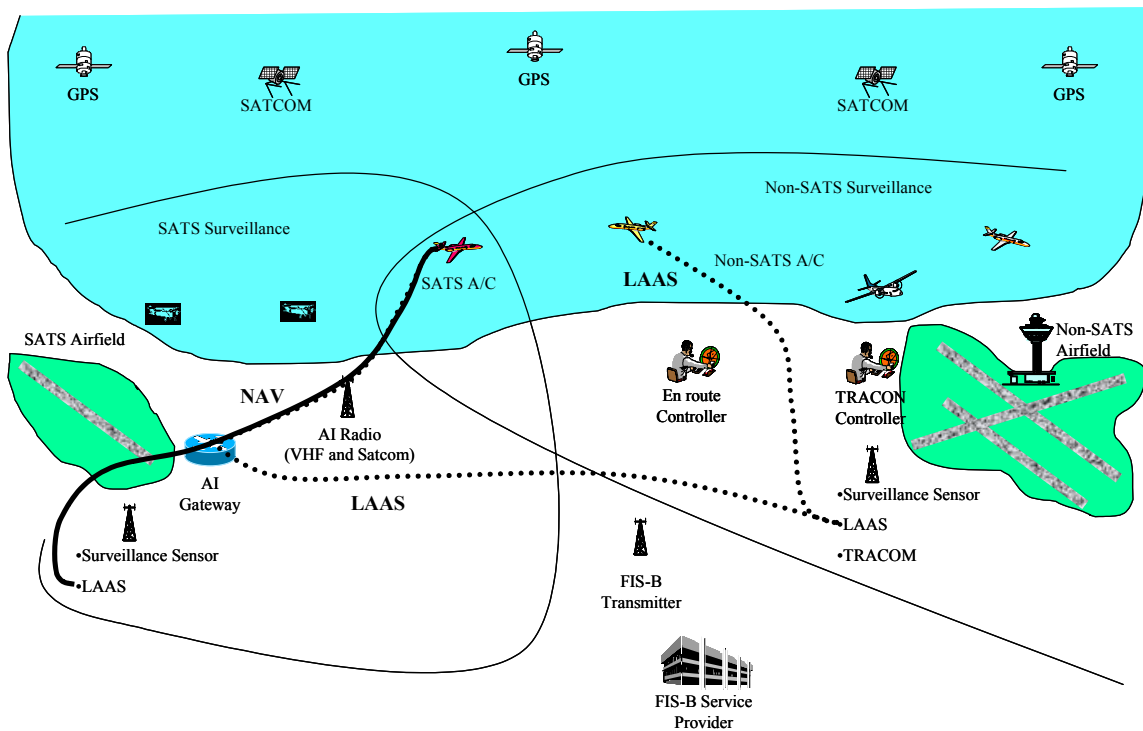 GPS
SATCOM
GPS
SATCOM
GPS
SATS Surveillance
Non-SATS Surveillance
SATS A/C
LAAS
Non-SATS A/C
SATS Airfield
Non-SATS
Airfield
NAV
En route
Controller
TRACON
Controller
AI Radio
(VHF and Satcom)
AI
Gateway
LAAS
•Surveillance Sensor
•LAAS
•TRACOM
•Surveillance Sensor
•LAAS
FIS-B
Transmitter
FIS-B Service
Provider